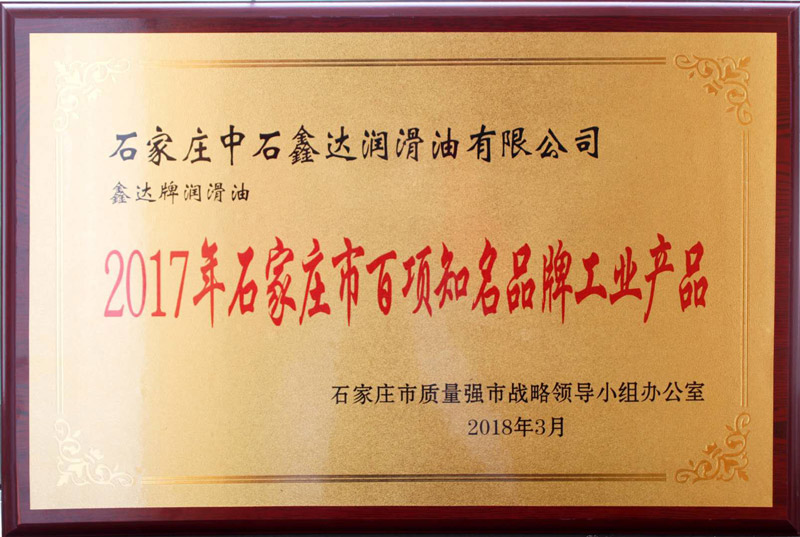 石家庄中石鑫达润滑油有限公司
鑫达牌润滑油
2017年石家庄市百项知名品牌工业产品
石家庄市质量强市战略领导小组办公室
2018年3月